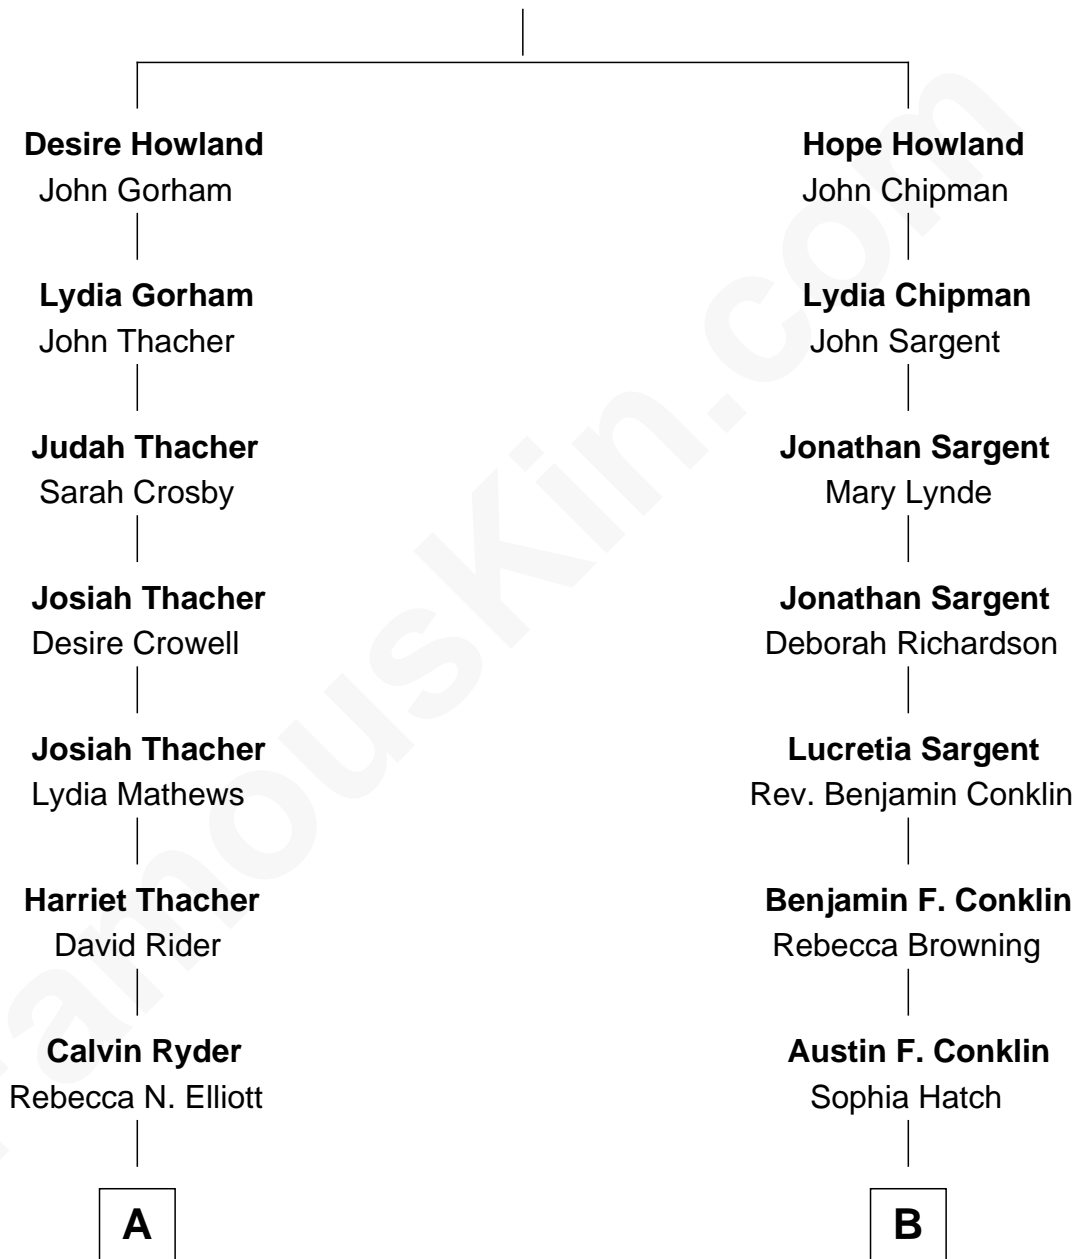 Desire Howland
John Gorham
Lydia Gorham
John Thacher
Judah Thacher
Sarah Crosby
Josiah Thacher
Desire Crowell
Josiah Thacher
Lydia Mathews
Harriet Thacher
David Rider
Calvin Ryder
Rebecca N. Elliott
A
Hope Howland
John Chipman
Lydia Chipman
John Sargent
Jonathan Sargent
Mary Lynde
Jonathan Sargent
Deborah Richardson
Lucretia Sargent
Rev. Benjamin Conklin
Benjamin F. Conklin
Rebecca Browning
Austin F. Conklin
Sophia Hatch
B
FamousKin.com